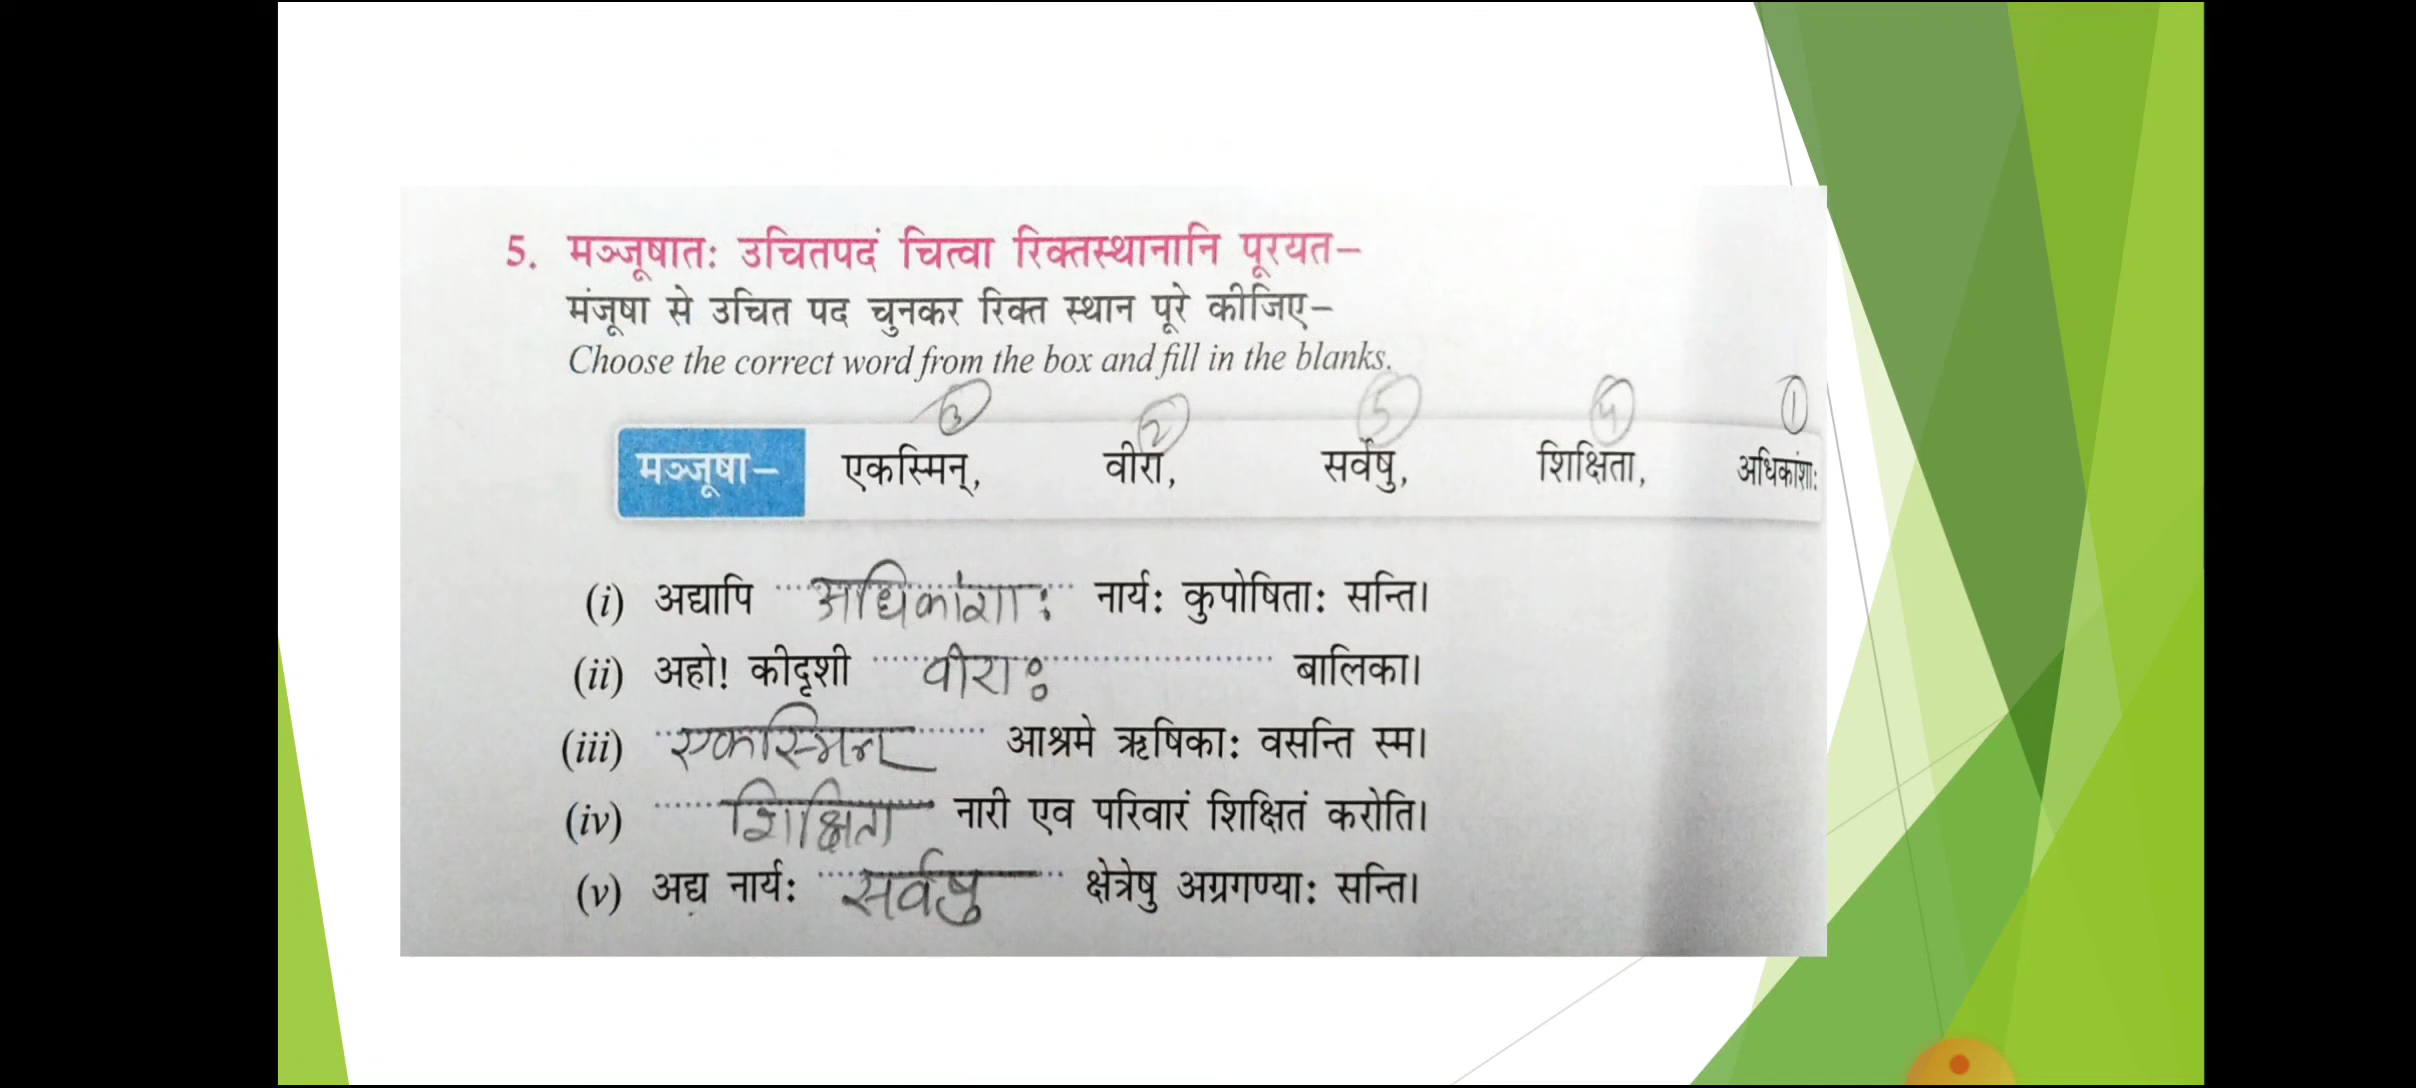 5. मञ्जूषातः उचितपदं चित्वा रिक्तस्थानानि पूरयत–
मंजूषा से उचित पद चुनकर रिक्त स्थान पूरे कीजिए–
Choose the correct word from the box and fill in the blanks.
3 2 5 4 1
मञ्जूषा– एकस्मिन्, वीरा, सर्वेषु, शिक्षिता, अधिकांशाः
(i) अद्यापि अधिकांशाः नार्यः कुपोषिताः सन्ति।
(ii) अहो! कीदृशी वीराः बालिका।
(iii) एकस्मिन् आश्रमे ऋषिकाः वसन्ति स्म।
(iv) शिक्षिता नारी एव परिवारं शिक्षितं करोति।
(v) अद्य नार्यः सर्वेषु क्षेत्रेषु अग्रगण्याः सन्ति।